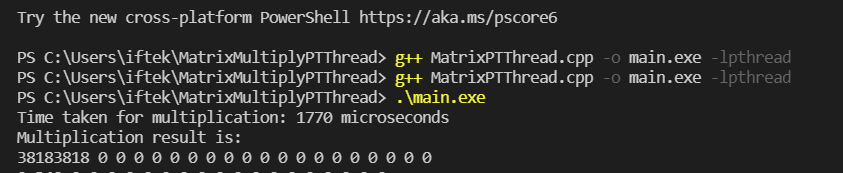 Try the new cross-platform PowerShell https://aka.ms/pscore6
PS C:\Users\iftek\MatrixMultiplyPTThread> g++ MatrixPTThread.cpp -o main.exe -lpthread
PS C:\Users\iftek\MatrixMultiplyPTThread> g++ MatrixPTThread.cpp -o main.exe -lpthread
PS C:\Users\iftek\MatrixMultiplyPTThread> .\main.exe
Time taken for multiplication: 1770 microseconds
Multiplication result is:
38183818 0 0 0 0 0 0 0 0 0 0 0 0 0 0 0 0 0 0 0